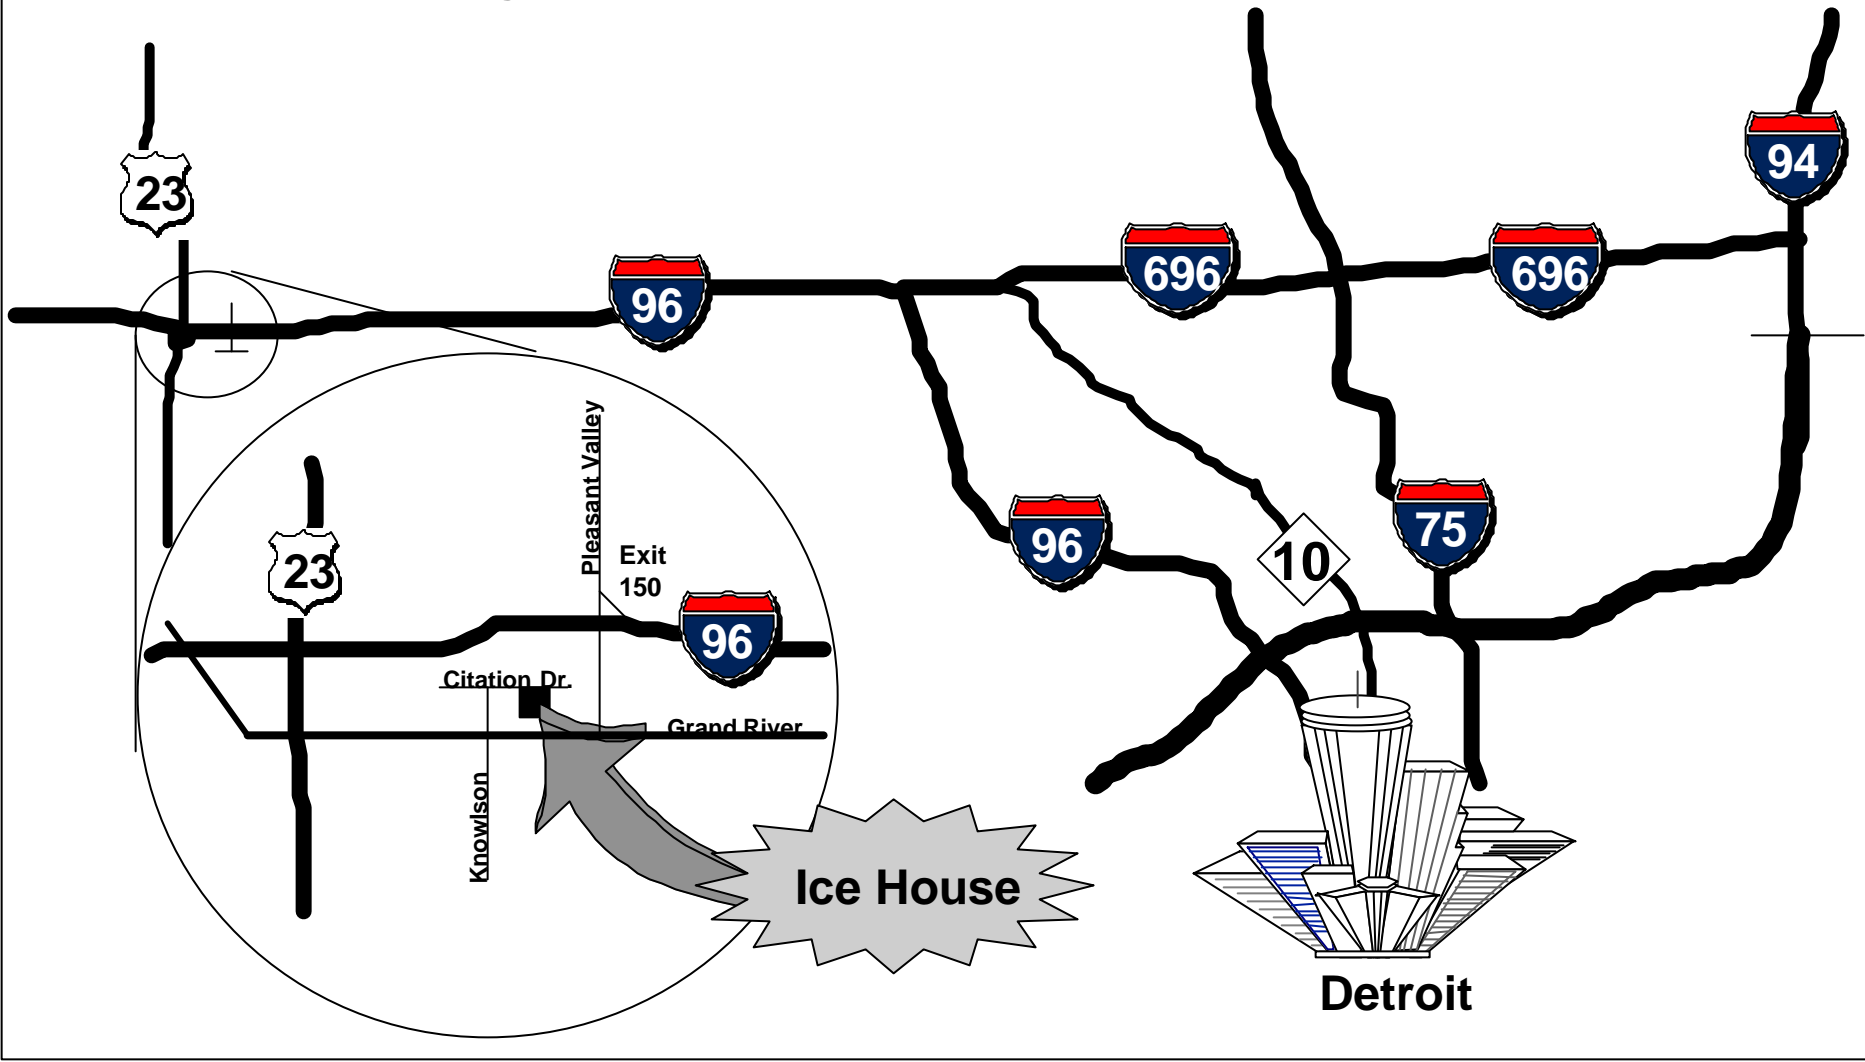 94
23
696
696
96
Pleasant Valley
75
96
10
Exit
150
23
96
Citation Dr.
Grand River
Knowlson
Ice House
Detroit